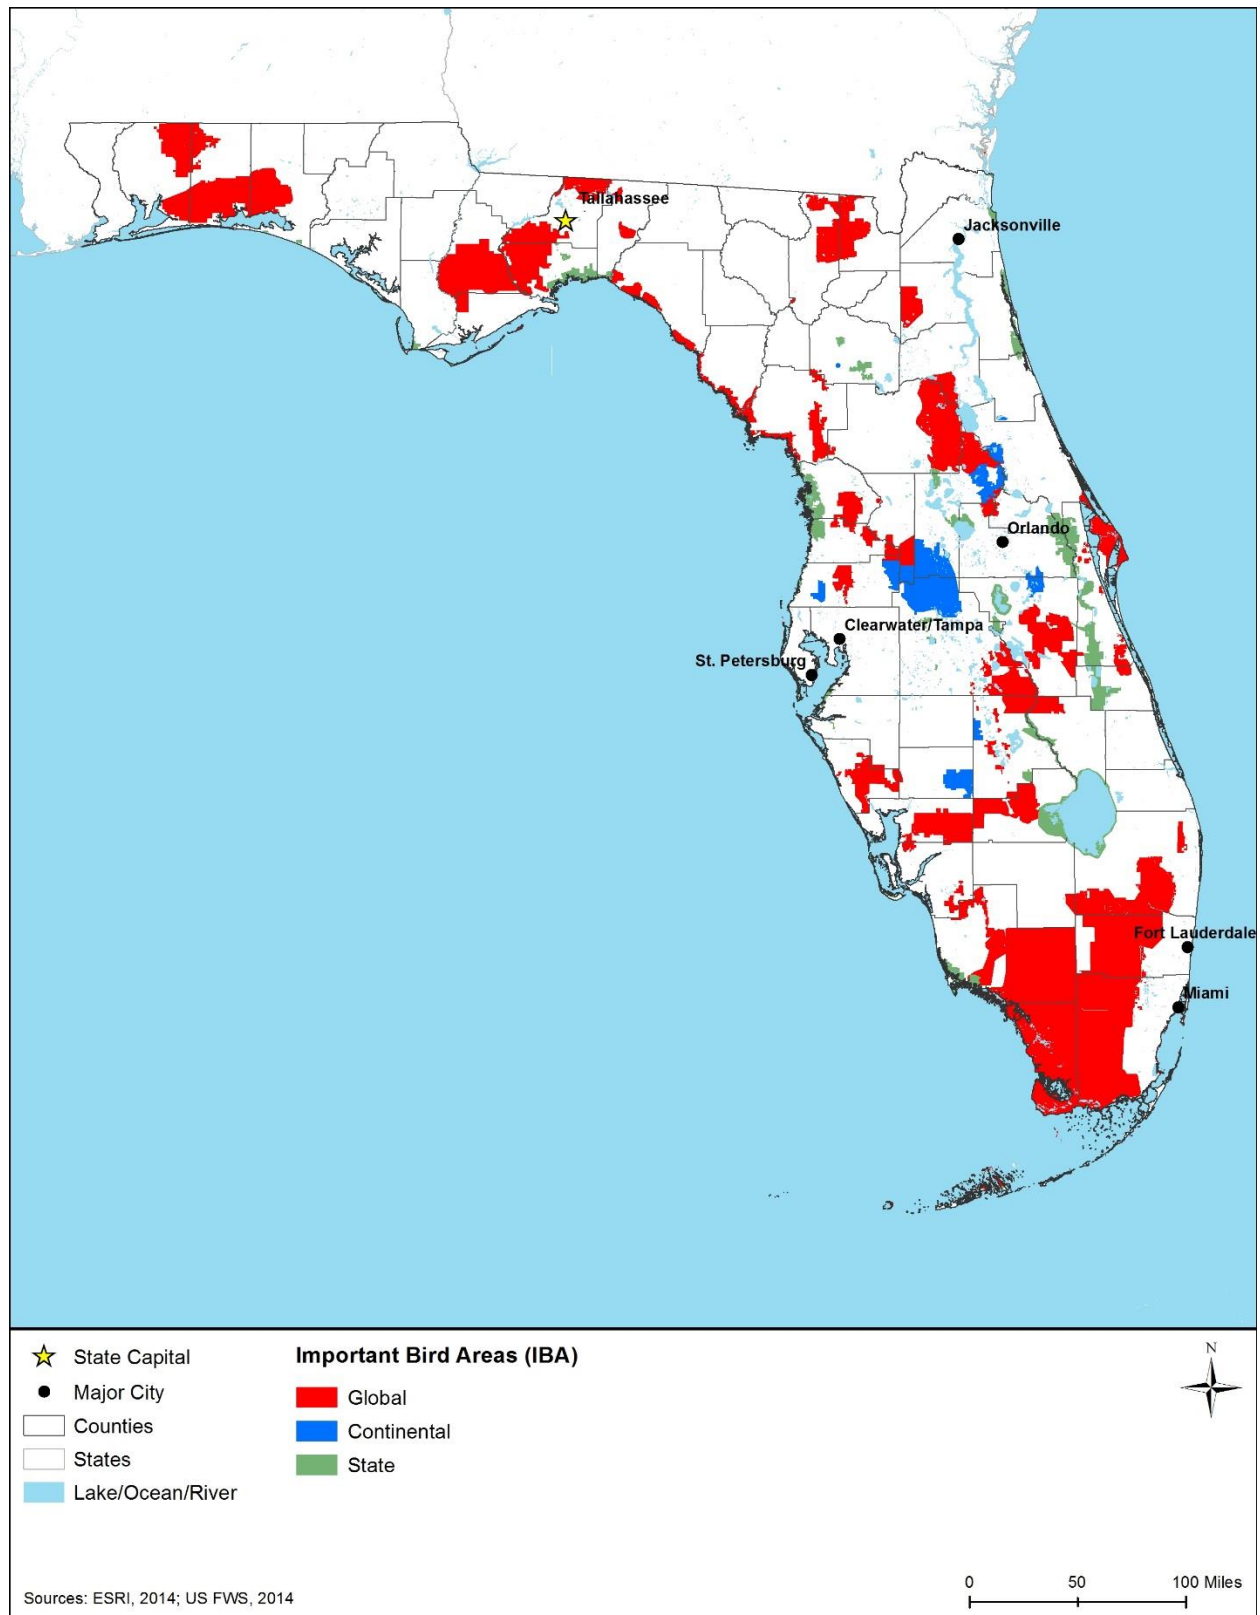 Tallahassee
Jacksonville
Orlando
Clearwater/Tampa
St. Petersburg
Fort Lauderdale
Miami
State Capital
Major City
Counties
States
Lake/Ocean/River
Important Bird Areas (IBA)
Global
Continental
State
N
Sources: ESRI, 2014; US FWS, 2014
0 50 100 Miles